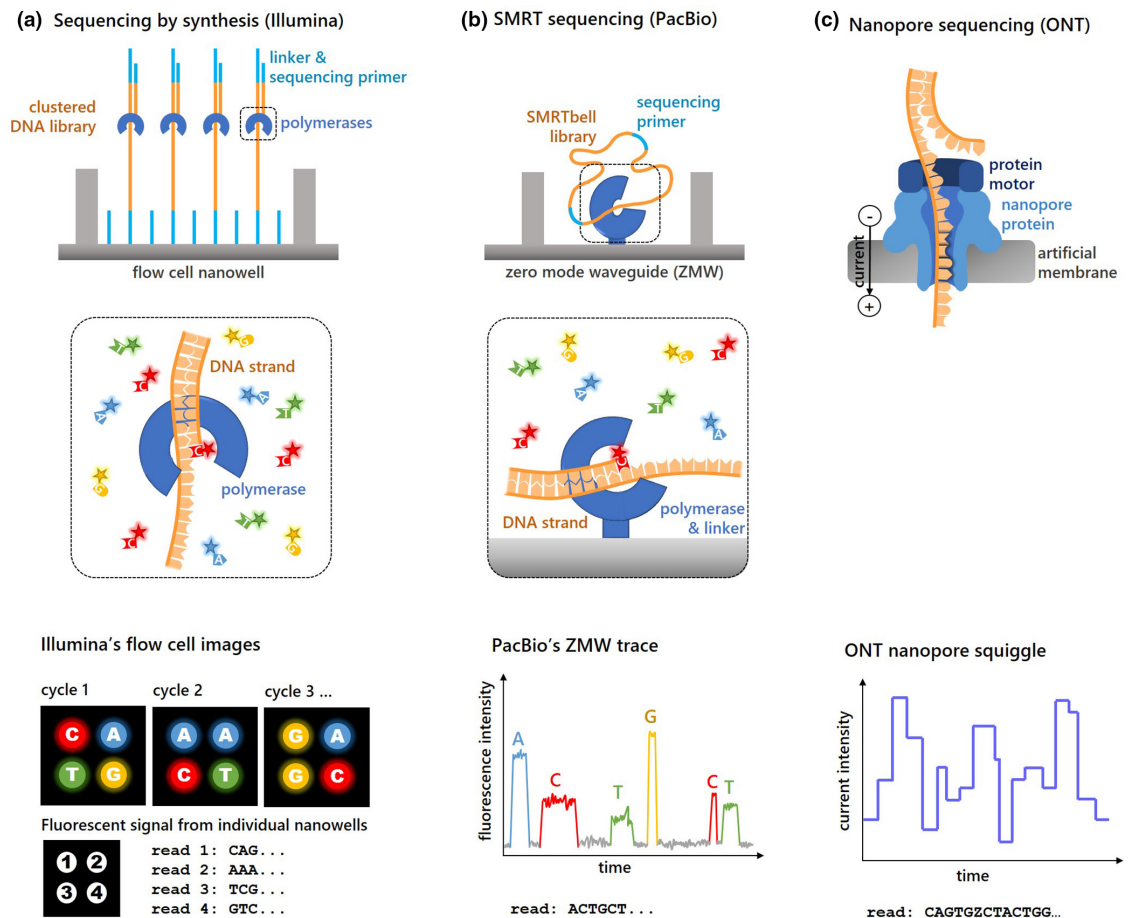 (a) Sequencing by synthesis (Illumina)
linker &
sequencing primer
clustered
DNA library
polymerases
flow cell nanowell
T
G
C
DNA strand
A
A
T
C
C
G
polymerase
C
T
G
A
Illumina's flow cell images
cycle 1
cycle 2
cycle 3 ...
C A
T G
A A
C T
G A
G C
Fluorescent signal from individual nanowells
1 2
3 4
read 1: CAG...
read 2: AAA...
read 3: TCG...
read 4: GTC...
(b) SMRT sequencing (PacBio)
SMRTbell
library
sequencing
primer
zero mode waveguide (ZMW)
G
G
C
T
A
T
A
C
C
DNA strand
polymerase
& linker
PacBio's ZMW trace
fluorescence intensity
A
C
T
G
C
T
time
read: ACTGCT...
(c) Nanopore sequencing (ONT)
protein
motor
nanopore
protein
-
current
+
artificial
membrane
ONT nanopore squiggle
current intensity
time
read: CAGTGZCTACTGG...